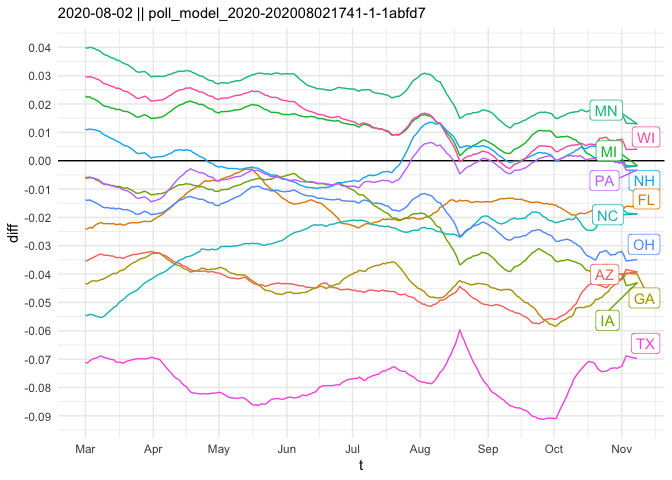 2020-08-02 || poll_model_2020-202008021741-1-1abfd7
0.04
0.03
0.02
0.01
0.00
-0.01
-0.02
-0.03
-0.04
-0.05
-0.06
-0.07
-0.08
-0.09
diff
MN
WI
MI
PA
NH
FL
NC
OH
AZ
GA
IA
TX
Mar Apr May Jun Jul Aug Sep Oct Nov
t